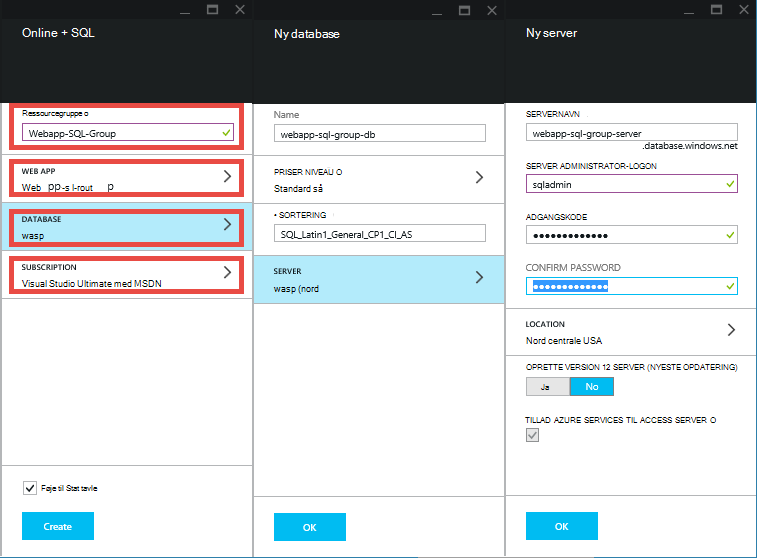 Online + SQL
Ressourcegruppe o
Webapp-SQL-Group
WEB APP
Web pp-s l-rout p
DATABASE
wasp
SUBSCRIPTION
Visual Studio Ultimate med MSDN
Føje til Stat tavle
Create
Ny database
Name
webapp-sql-group-db
PRISER NIVEAU O
Standard så
• SORTERING
SQL_Latin1_General_CP1_CI_AS
SERVER
wasp (nord
OK
Ny server
SERVERNAVN
webapp-sql-group-server
.database.windows.net
SERVER ADMINISTRATOR-LOGON
sqladmin
ADGANGSKODE
CONFIRM PASSWORD
LOCATION
Nord centrale USA
OPRETTE VERSION 12 SERVER (NYESTE OPDATERING)
Ja No
TILLAD AZURE SERVICES TIL ACCESS SERVER O
OK